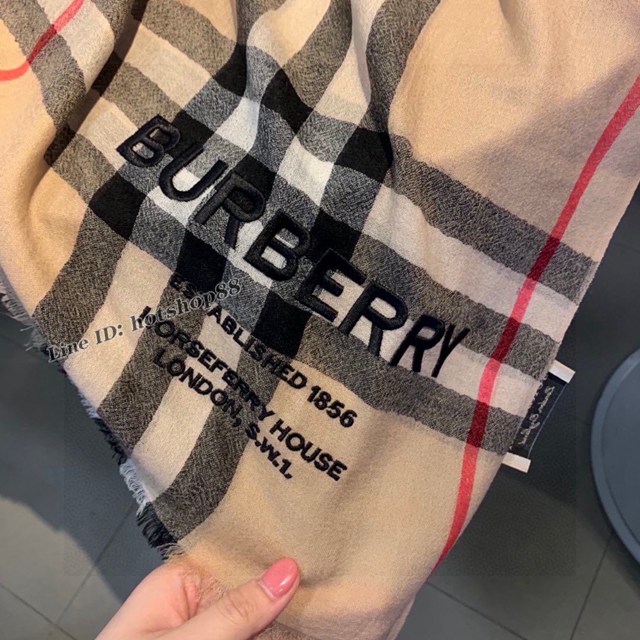 BURBERRY
ESTABLISHED 1856
HORSEFERRY HOUSE
LONDON, S.W.1.
Line ID: hotshop88